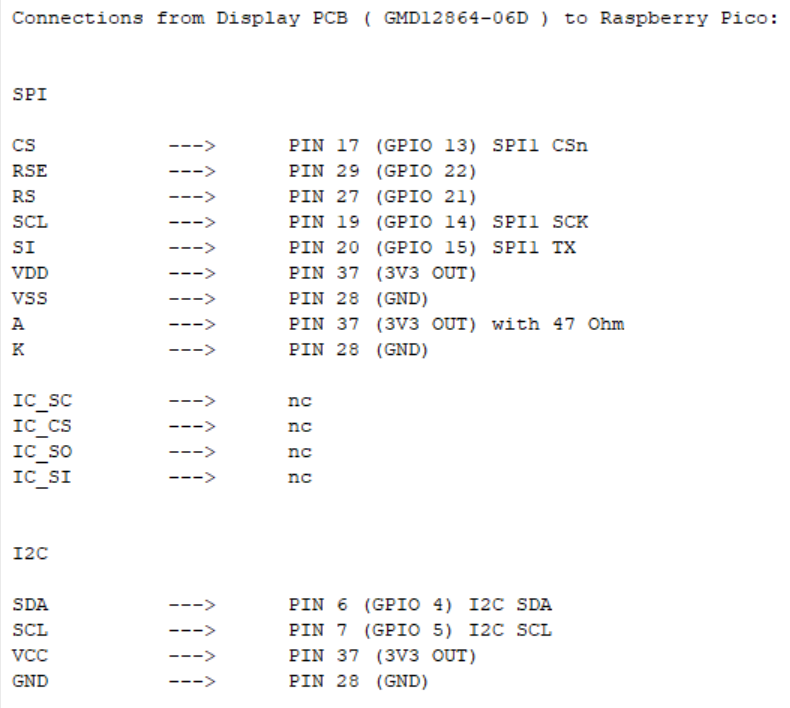 Connections from Display PCB ( GMD12864-06D ) to Raspberry Pico:
SPI
CS ---> PIN 17 (GPIO 13) SPI1 CSn
RSE ---> PIN 29 (GPIO 22)
RS ---> PIN 27 (GPIO 21)
SCL ---> PIN 19 (GPIO 14) SPI1 SCK
SI ---> PIN 20 (GPIO 15) SPI1 TX
VDD ---> PIN 37 (3V3 OUT)
VSS ---> PIN 28 (GND)
A ---> PIN 37 (3V3 OUT) with 47 Ohm
K ---> PIN 28 (GND)
IC_SC ---> nc
IC_CS ---> nc
IC_SO ---> nc
IC_SI ---> nc
I2C
SDA ---> PIN 6 (GPIO 4) I2C SDA
SCL ---> PIN 7 (GPIO 5) I2C SCL
VCC ---> PIN 37 (3V3 OUT)
GND ---> PIN 28 (GND)